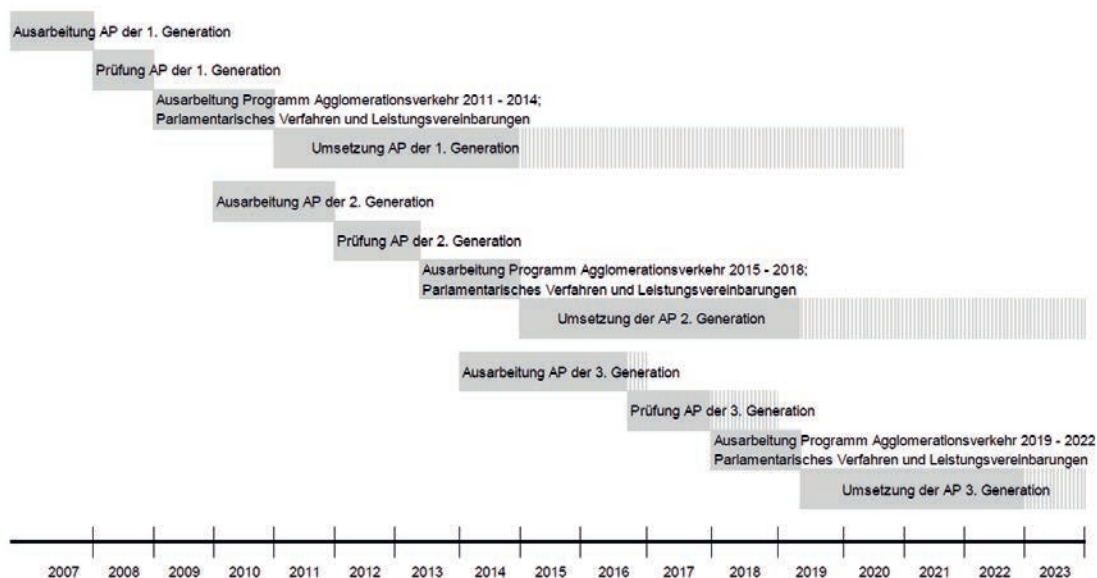 Ausarbeitung AP der 1. Generation
Prüfung AP der 1. Generation
Ausarbeitung Programm Agglomerationsverkehr 2011 - 2014;
Parlamentarisches Verfahren und Leistungsvereinbarungen
Umsetzung AP der 1. Generation
Ausarbeitung AP der 2. Generation
Prüfung AP der 2. Generation
Ausarbeitung Programm Agglomerationsverkehr 2015 - 2018;
Parlamentarisches Verfahren und Leistungsvereinbarungen
Umsetzung der AP 2. Generation
Ausarbeitung AP der 3. Generation
Prüfung AP der 3. Generation
Ausarbeitung Programm Agglomerationsverkehr 2019 - 2022
Parlamentarisches Verfahren und Leistungsvereinbarungen
Umsetzung der AP 3. Generation
2007 2008 2009 2010 2011 2012 2013 2014 2015 2016 2017 2018 2019 2020 2021 2022 2023